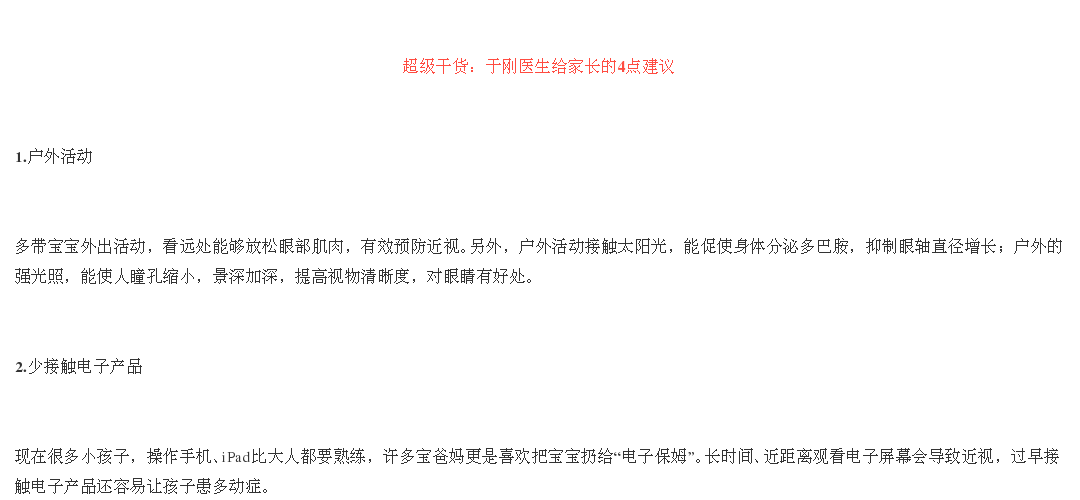 超级干货：于刚医生给家长的4点建议
1.户外活动
多带宝宝外出活动，看远处能够放松眼部肌肉，有效预防近视。另外，户外活动接触太阳光，能促使身体分泌多巴胺，抑制眼轴直径增长；户外的
强光照，能使人瞳孔缩小，景深加深，提高视物清晰度，对眼睛有好处。
2.少接触电子产品
现在很多小孩子，操作手机、iPad比大人都要熟练，许多宝爸妈更是喜欢把宝宝扔给“电子保姆”。长时间、近距离观看电子屏幕会导致近视，过早接
触电子产品还容易让孩子患多动症。